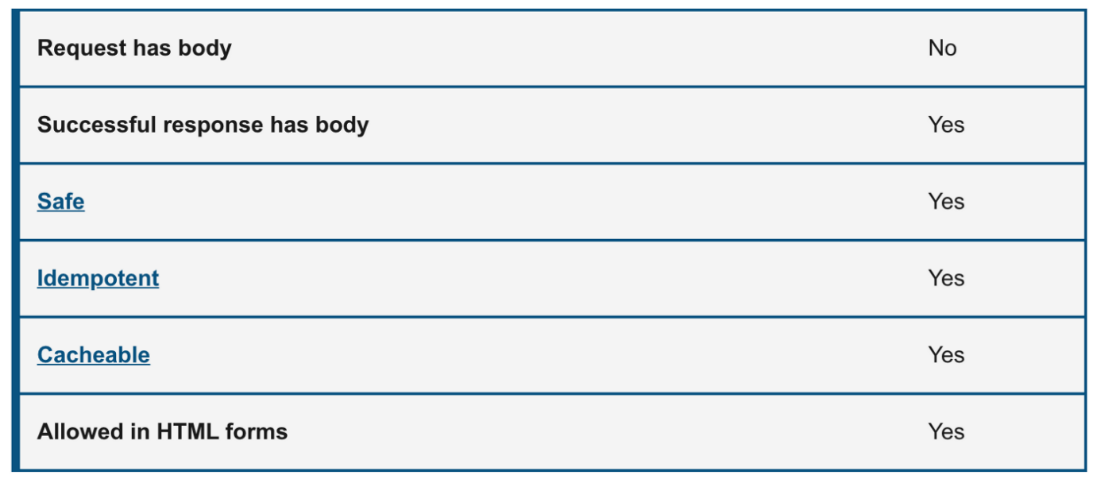 Request has body No
Successful response has body Yes
Safe Yes
Idempotent Yes
Cacheable Yes
Allowed in HTML forms Yes